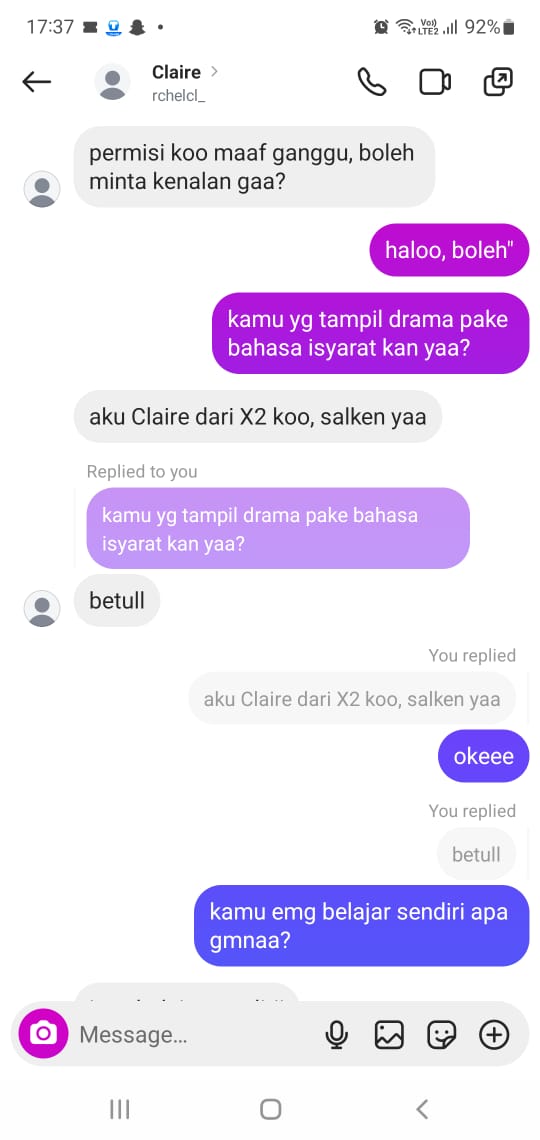 17:37
Vo))
LTE2
92%
Claire
rchelcl_
permisi koo maaf ganggu, boleh
minta kenalan gaa?
haloo, boleh"
kamu yg tampil drama pake
bahasa isyarat kan yaa?
aku Claire dari X2 koo, salken yaa
Replied to you
kamu yg tampil drama pake bahasa
isyarat kan yaa?
betull
You replied
aku Claire dari X2 koo, salken yaa
okeee
You replied
betull
kamu emg belajar sendiri apa
gmnaa?
Message...